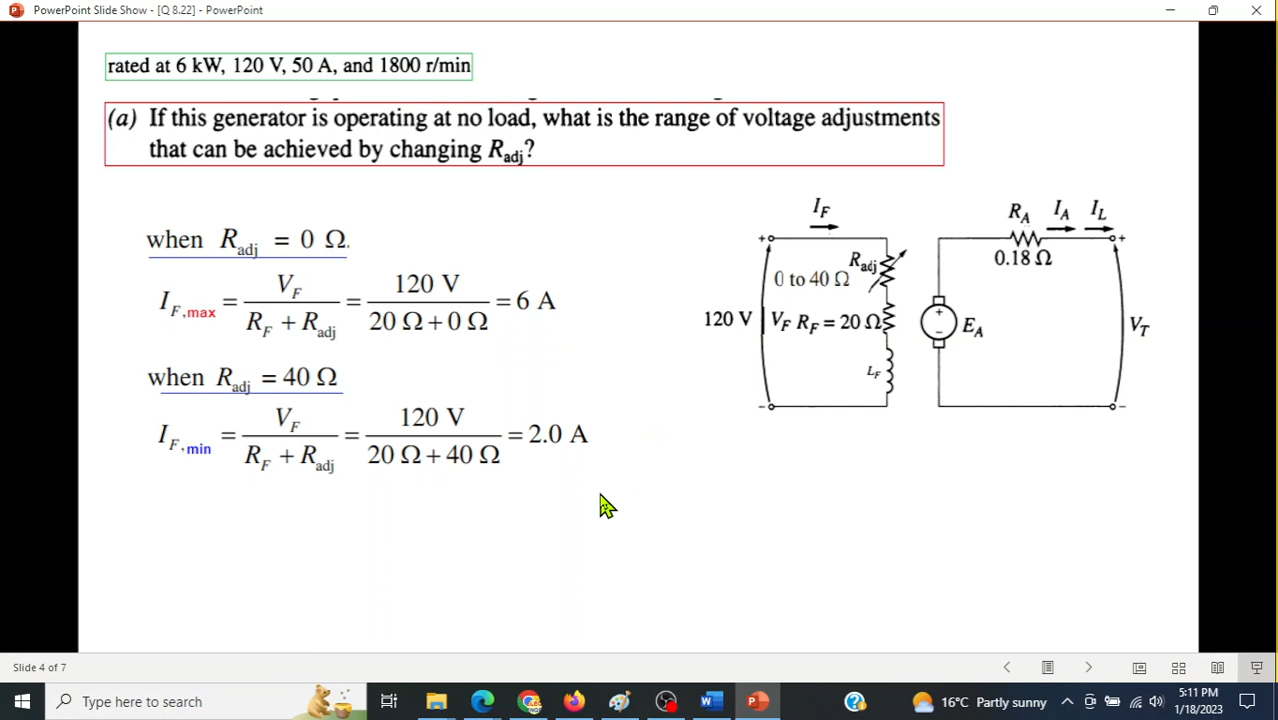 PowerPoint Slide Show - [Q 8.22] - PowerPoint
rated at 6 kW, 120 V, 50 A, and 1800 r/min
(a) If this generator is operating at no load, what is the range of voltage adjustments
that can be achieved by changing R_adj?
when R_adj = 0 Ω.
I_F,max = V_F / (R_F + R_adj) = 120 V / (20 Ω + 0 Ω) = 6 A
when R_adj = 40 Ω
I_F,min = V_F / (R_F + R_adj) = 120 V / (20 Ω + 40 Ω) = 2.0 A
I_F
R_adj
0 to 40 Ω
120 V
V_F R_F = 20 Ω
L_F
R_A I_A I_L
0.18 Ω
E_A
V_T
Slide 4 of 7
Type here to search
16°C Partly sunny
5:11 PM
1/18/2023